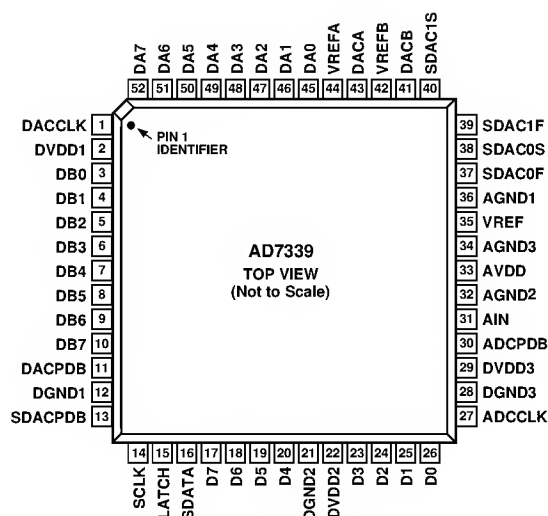 DA7
DA6
DA5
DA4
DA3
DA2
DA1
DA0
VREFA
DACA
VREFB
DACB
SDAC1S
52 51 50 49 48 47 46 45 44 43 42 41 40
DACCLK 1
DVDD1 2
DB0 3
DB1 4
DB2 5
DB3 6
DB4 7
DB5 8
DB6 9
DB7 10
DACPDB 11
DGND1 12
SDACPDB 13
PIN 1
IDENTIFIER
AD7339
TOP VIEW
(Not to Scale)
39 SDAC1F
38 SDAC0S
37 SDAC0F
36 AGND1
35 VREF
34 AGND3
33 AVDD
32 AGND2
31 AIN
30 ADCPDB
29 DVDD3
28 DGND3
27 ADCCLK
14 15 16 17 18 19 20 21 22 23 24 25 26
SCLK
LATCH
SDATA
D7
D6
D5
D4
DGND2
DVDD2
D3
D2
D1
D0